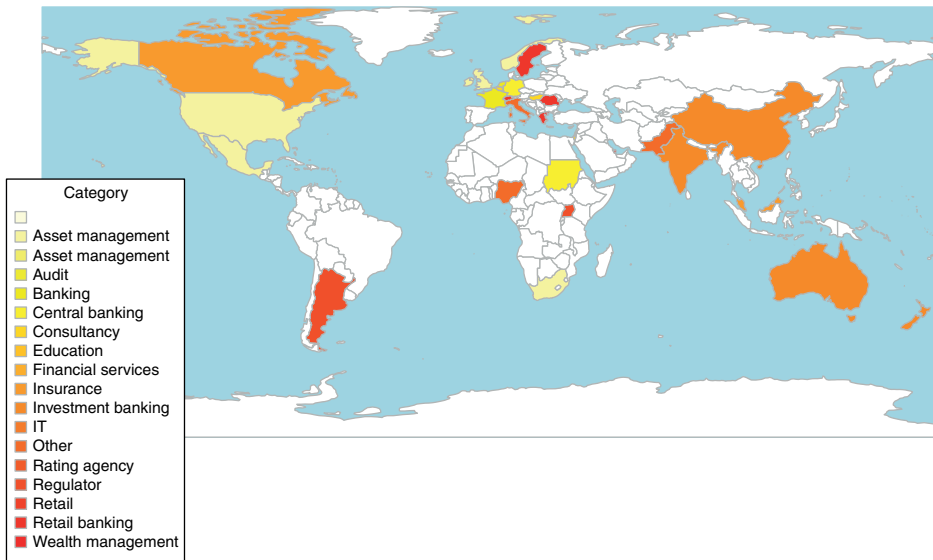 Category
Asset management
Asset management
Audit
Banking
Central banking
Consultancy
Education
Financial services
Insurance
Investment banking
IT
Other
Rating agency
Regulator
Retail
Retail banking
Wealth management